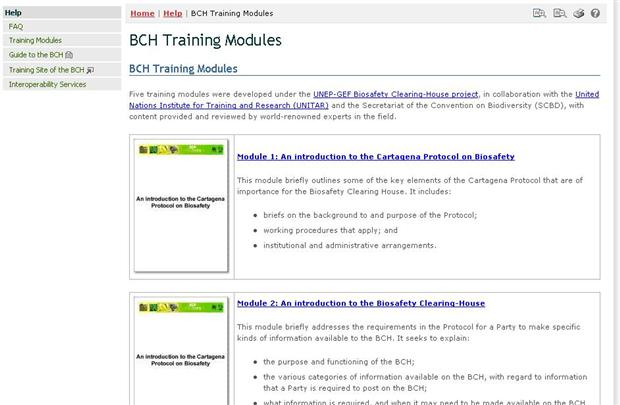 Help
FAQ
Training Modules
Guide to the BCH
Training Site of the BCH
Interoperability Services
Home | Help | BCH Training Modules
BCH Training Modules
BCH Training Modules
Five training modules were developed under the UNEP-GEF Biosafety Clearing-House project, in collaboration with the United
Nations Institute for Training and Research (UNITAR) and the Secretariat of the Convention on Biodiversity (SCBD), with
content provided and reviewed by world-renowned experts in the field.
An introduction to the Cartagena
Protocol on Biosafety
Module 1: An introduction to the Cartagena Protocol on Biosafety
This module briefly outlines some of the key elements of the Cartagena Protocol that are of
importance for the Biosafety Clearing House. It includes:
• briefs on the background to and purpose of the Protocol;
• working procedures that apply; and
• institutional and administrative arrangements.
An introduction to the Cartagena
Protocol on Biosafety
Module 2: An introduction to the Biosafety Clearing-House
This module briefly addresses the requirements in the Protocol for a Party to make specific
kinds of information available to the BCH. It seeks to explain:
• the purpose and functioning of the BCH;
• the various categories of information available on the BCH, with regard to information
that a Party is required to post on the BCH;
• what information is required, and when it may need to be made available on the BCH